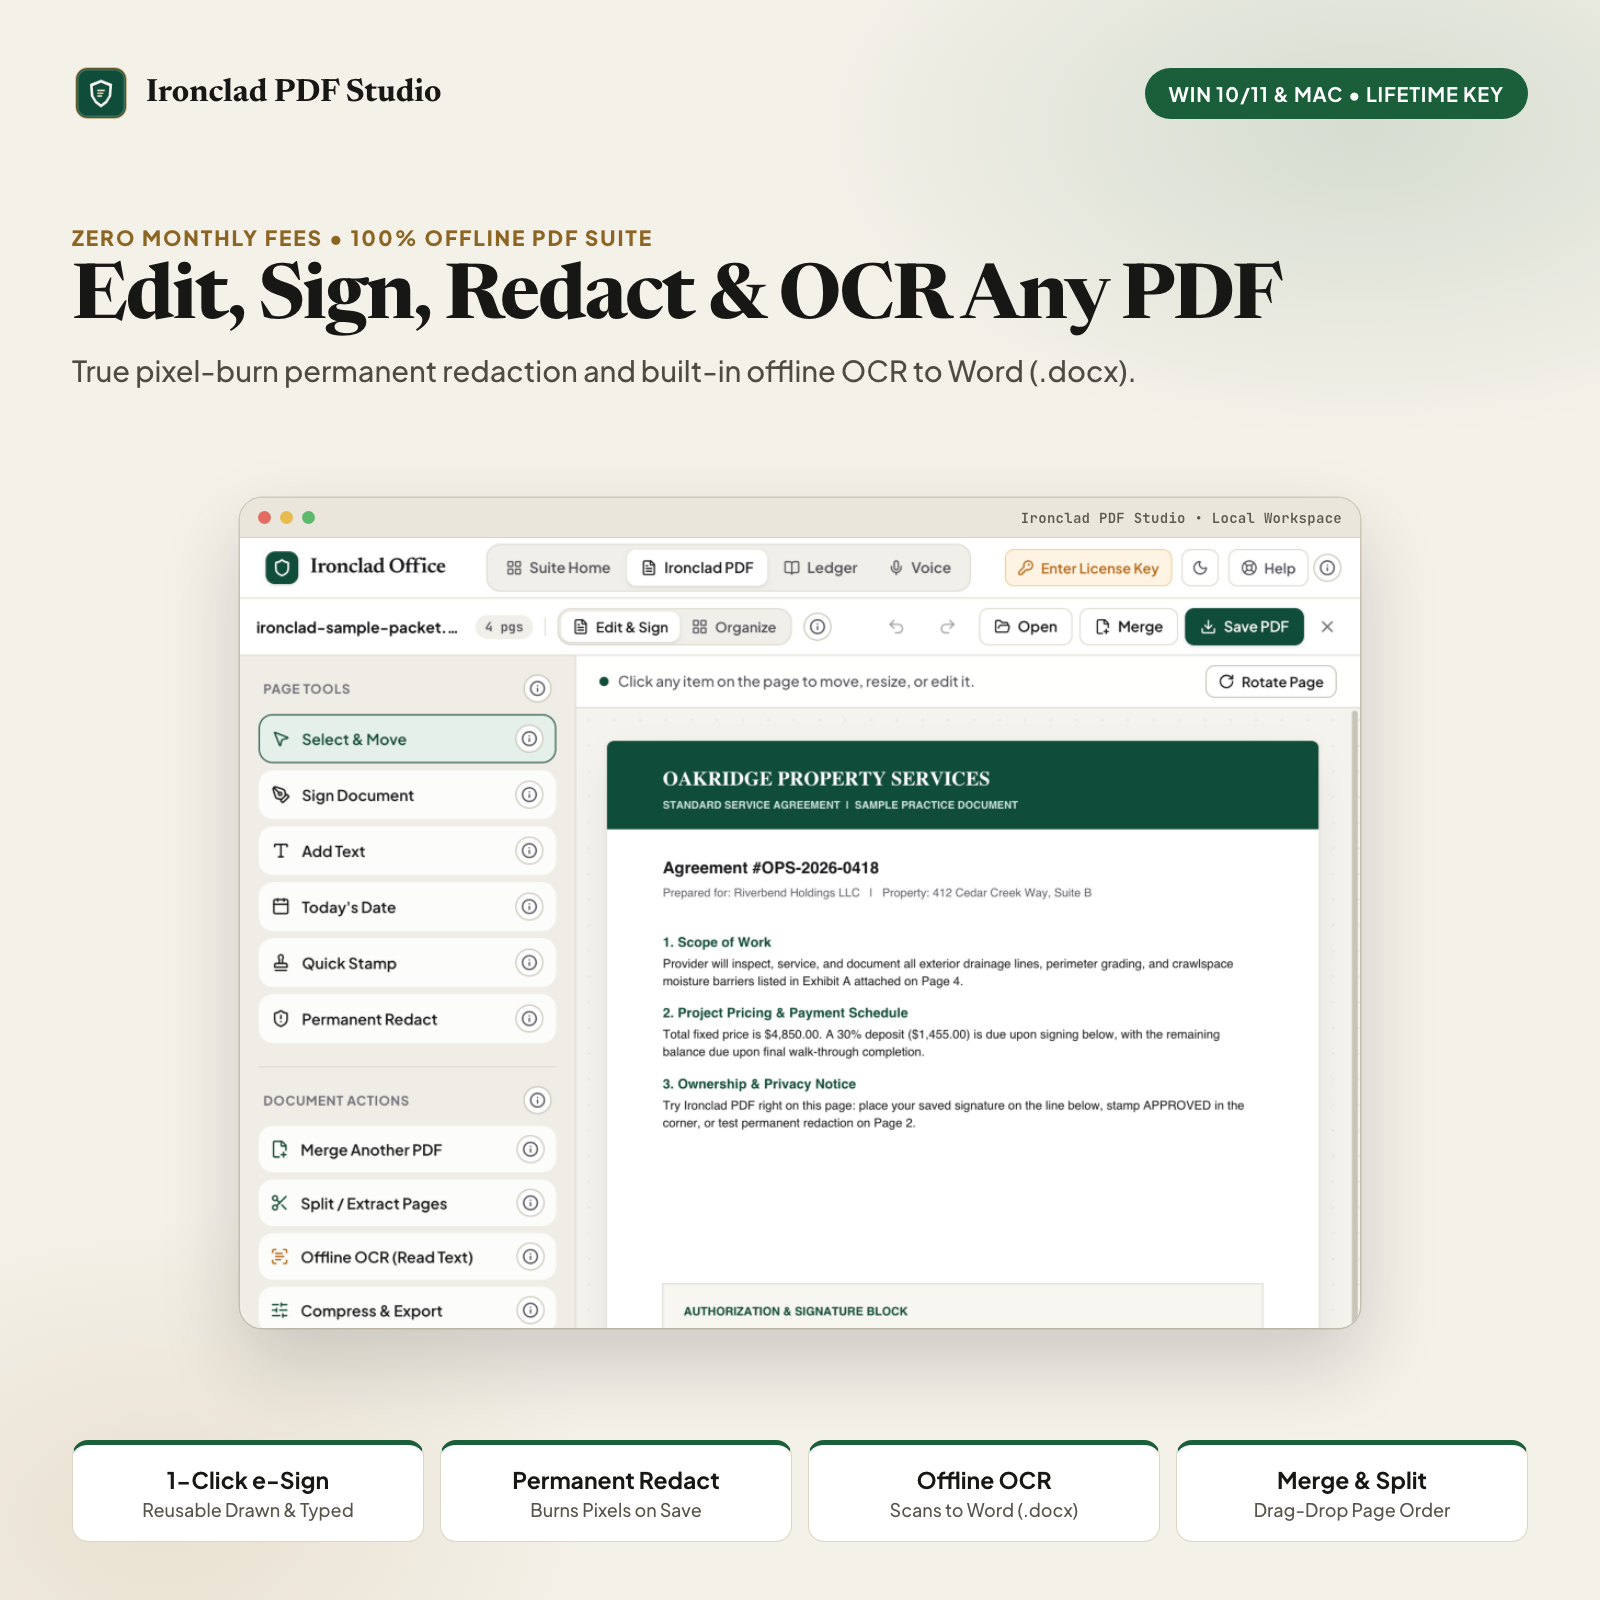 Ironclad PDF Studio
WIN 10/11 & MAC • LIFETIME KEY
ZERO MONTHLY FEES • 100% OFFLINE PDF SUITE
Edit, Sign, Redact & OCR Any PDF
True pixel-burn permanent redaction and built-in offline OCR to Word (.docx).
Ironclad PDF Studio • Local Workspace
Ironclad Office
Suite Home
Ironclad PDF
Ledger
Voice
Enter License Key
Help
ironclad-sample-packet....
4 pgs
Edit & Sign
Organize
Open
Merge
Save PDF
PAGE TOOLS
Select & Move
Sign Document
Add Text
Today's Date
Quick Stamp
Permanent Redact
DOCUMENT ACTIONS
Merge Another PDF
Split / Extract Pages
Offline OCR (Read Text)
Compress & Export
Click any item on the page to move, resize, or edit it.
Rotate Page
OAKRIDGE PROPERTY SERVICES
STANDARD SERVICE AGREEMENT | SAMPLE PRACTICE DOCUMENT
Agreement #OPS-2026-0418
Prepared for: Riverbend Holdings LLC | Property: 412 Cedar Creek Way, Suite B
1. Scope of Work
Provider will inspect, service, and document all exterior drainage lines, perimeter grading, and crawlspace
moisture barriers listed in Exhibit A attached on Page 4.
2. Project Pricing & Payment Schedule
Total fixed price is $4,850.00. A 30% deposit ($1,455.00) is due upon signing below, with the remaining
balance due upon final walk-through completion.
3. Ownership & Privacy Notice
Try Ironclad PDF right on this page: place your saved signature on the line below, stamp APPROVED in the
corner, or test permanent redaction on Page 2.
AUTHORIZATION & SIGNATURE BLOCK
1-Click e-Sign
Reusable Drawn & Typed
Permanent Redact
Burns Pixels on Save
Offline OCR
Scans to Word (.docx)
Merge & Split
Drag-Drop Page Order